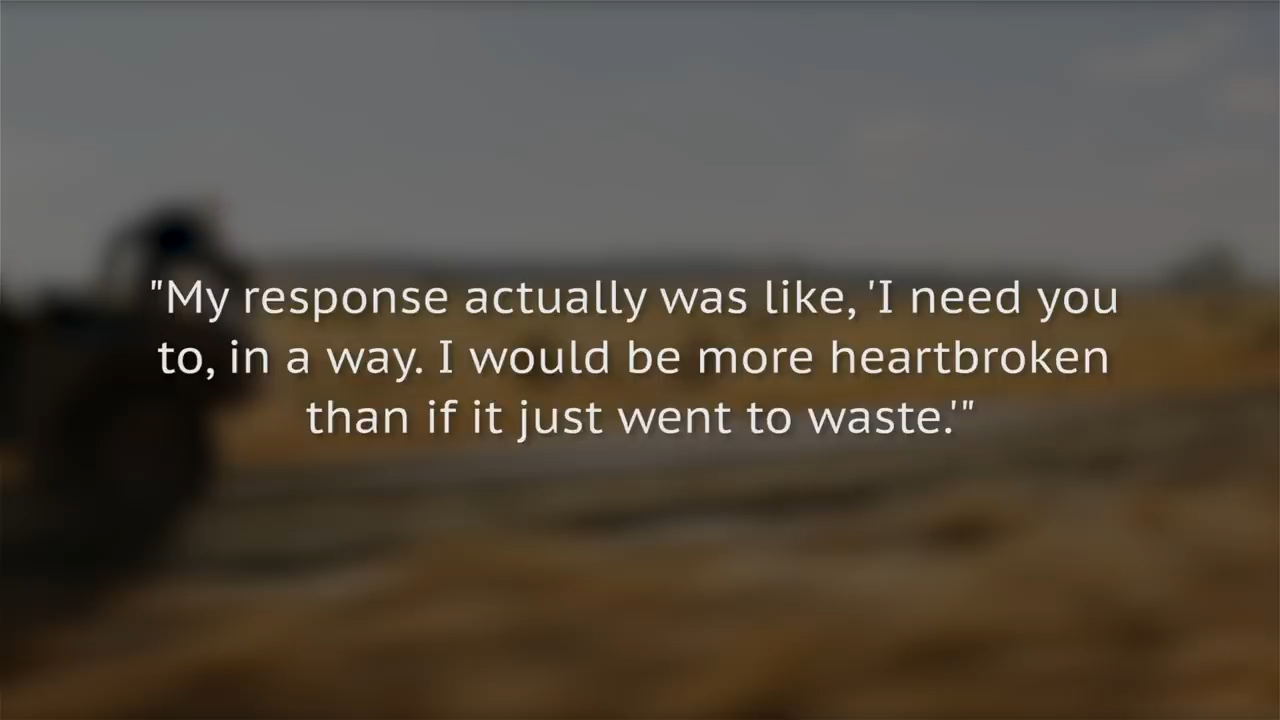 "My response actually was like, 'I need you
to, in a way. I would be more heartbroken
than if it just went to waste.'"